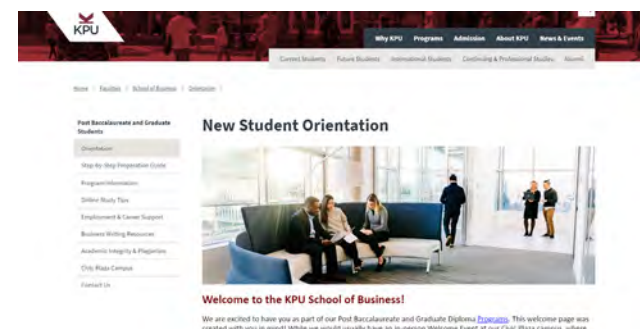 KPU
Why KPU Programs Admission About KPU News & Events
Current Students Future Students International Students Continuing & Professional Studies Alumni
Home | Faculties | School of Business | Orientation |
Post Baccalaureate and Graduate
Students
Orientation
Step-by-Step Preparation Guide
Program Information
Online Study Tips
Employment & Career Support
Business Writing Resources
Academic Integrity & Plagiarism
Civic Plaza Campus
Contact Us
New Student Orientation
Welcome to the KPU School of Business!
We are excited to have you as part of our Post Baccalaureate and Graduate Diploma Programs. This welcome page was
created with you in mind! While we would usually have an in-person Welcome Event at our Civic Plaza campus, where